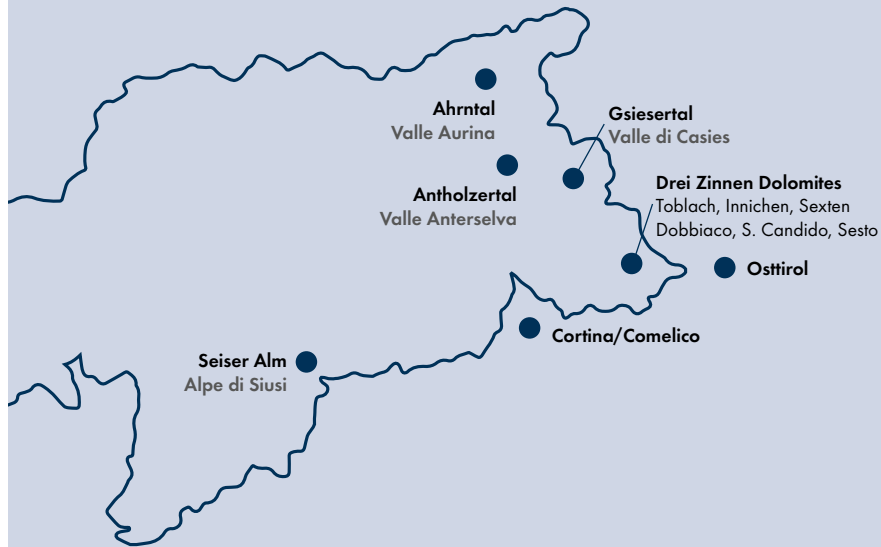 Ahrntal
Valle Aurina
Gsiesertal
Valle di Casies
Antholzertal
Valle Anterselva
Drei Zinnen Dolomites
Toblach, Innichen, Sexten
Dobbiaco, S. Candido, Sesto
Osttirol
Cortina/Comelico
Seiser Alm
Alpe di Siusi